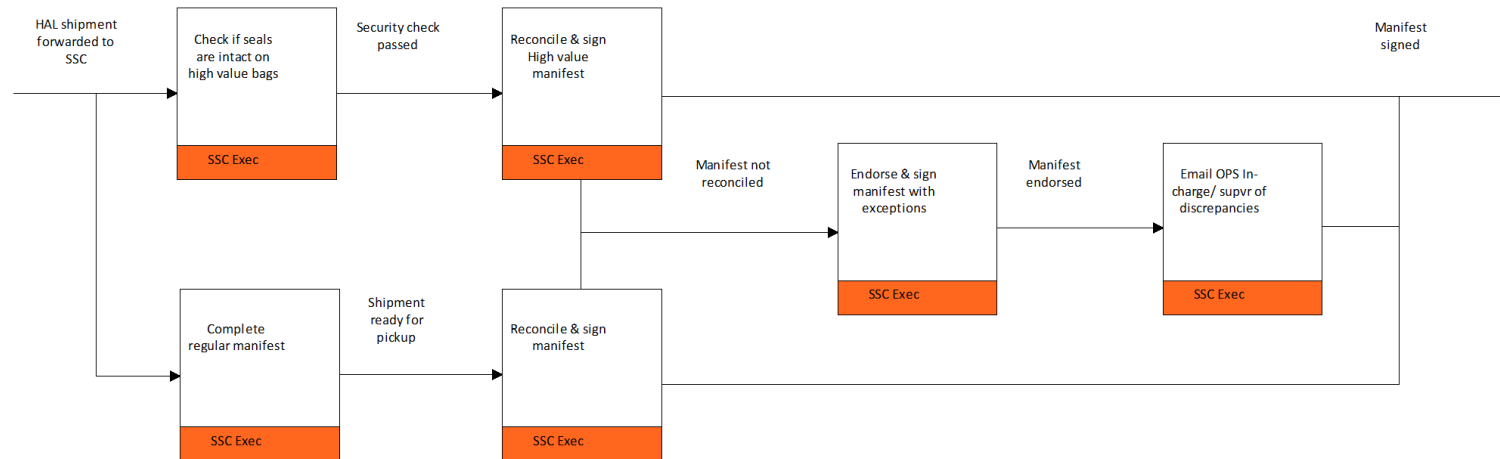 HAL shipment
forwarded to
SSC
Check if seals
are intact on
high value bags
SSC Exec
Security check
passed
Reconcile & sign
High value
manifest
SSC Exec
Manifest
signed
Manifest not
reconciled
Endorse & sign
manifest with
exceptions
SSC Exec
Manifest
endorsed
Email OPS In-
charge/ supvr of
discrepancies
SSC Exec
Complete
regular manifest
SSC Exec
Shipment
ready for
pickup
Reconcile & sign
manifest
SSC Exec